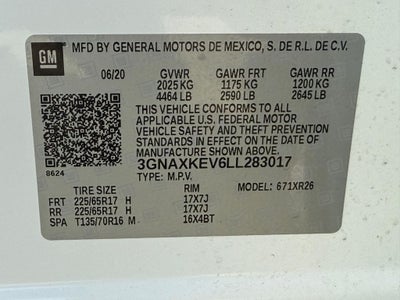 GM
MFD BY GENERAL MOTORS DE MEXICO, S. DE R.L. DE C.V.
06/20 GVWR GAWR FRT GAWR RR
2025 KG 1175 KG 1200 KG
4464 LB 2590 LB 2645 LB
THIS VEHICLE CONFORMS TO ALL
APPLICABLE U.S. FEDERAL MOTOR
VEHICLE SAFETY AND THEFT PREVENTION
STANDARDS IN EFFECT ON THE DATE OF
MANUFACTURE SHOWN ABOVE.
8624 3GNAXKEV6LL283017
TYPE: M.P.V.
TIRE SIZE RIM MODEL: 671XR26
FRT 225/65R17 H 17X7J
RR 225/65R17 H 17X7J
SPA T135/70R16 M 16X4BT